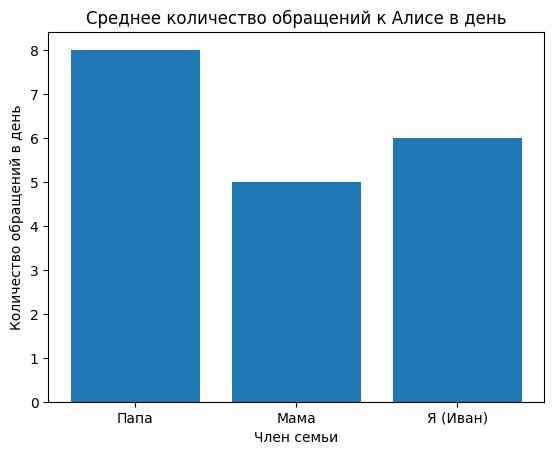 Среднее количество обращений к Алисе в день
Количество обращений в день
8
7
6
5
4
3
2
1
0
Папа
Мама
Я (Иван)
Член семьи